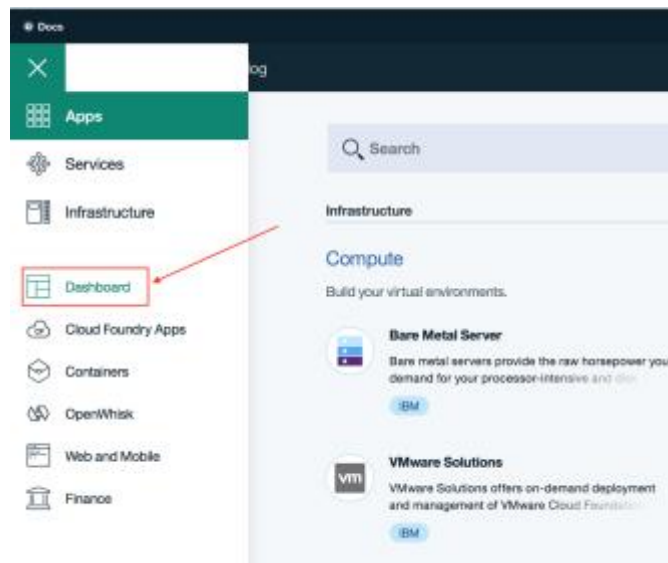 Docs
og
Apps
Services
Infrastructure
Dashboard
Cloud Foundry Apps
Containers
OpenWhisk
Web and Mobile
Finance
Search
Infrastructure
Compute
Build your virtual environments.
Bare Metal Server
Bare metal servers provide the raw horsepower you
demand for your processor-intensive and
IBM
vm
VMware Solutions
VMware Solutions offers on-demand deployment
and management of VMware Cloud Foundation
IBM